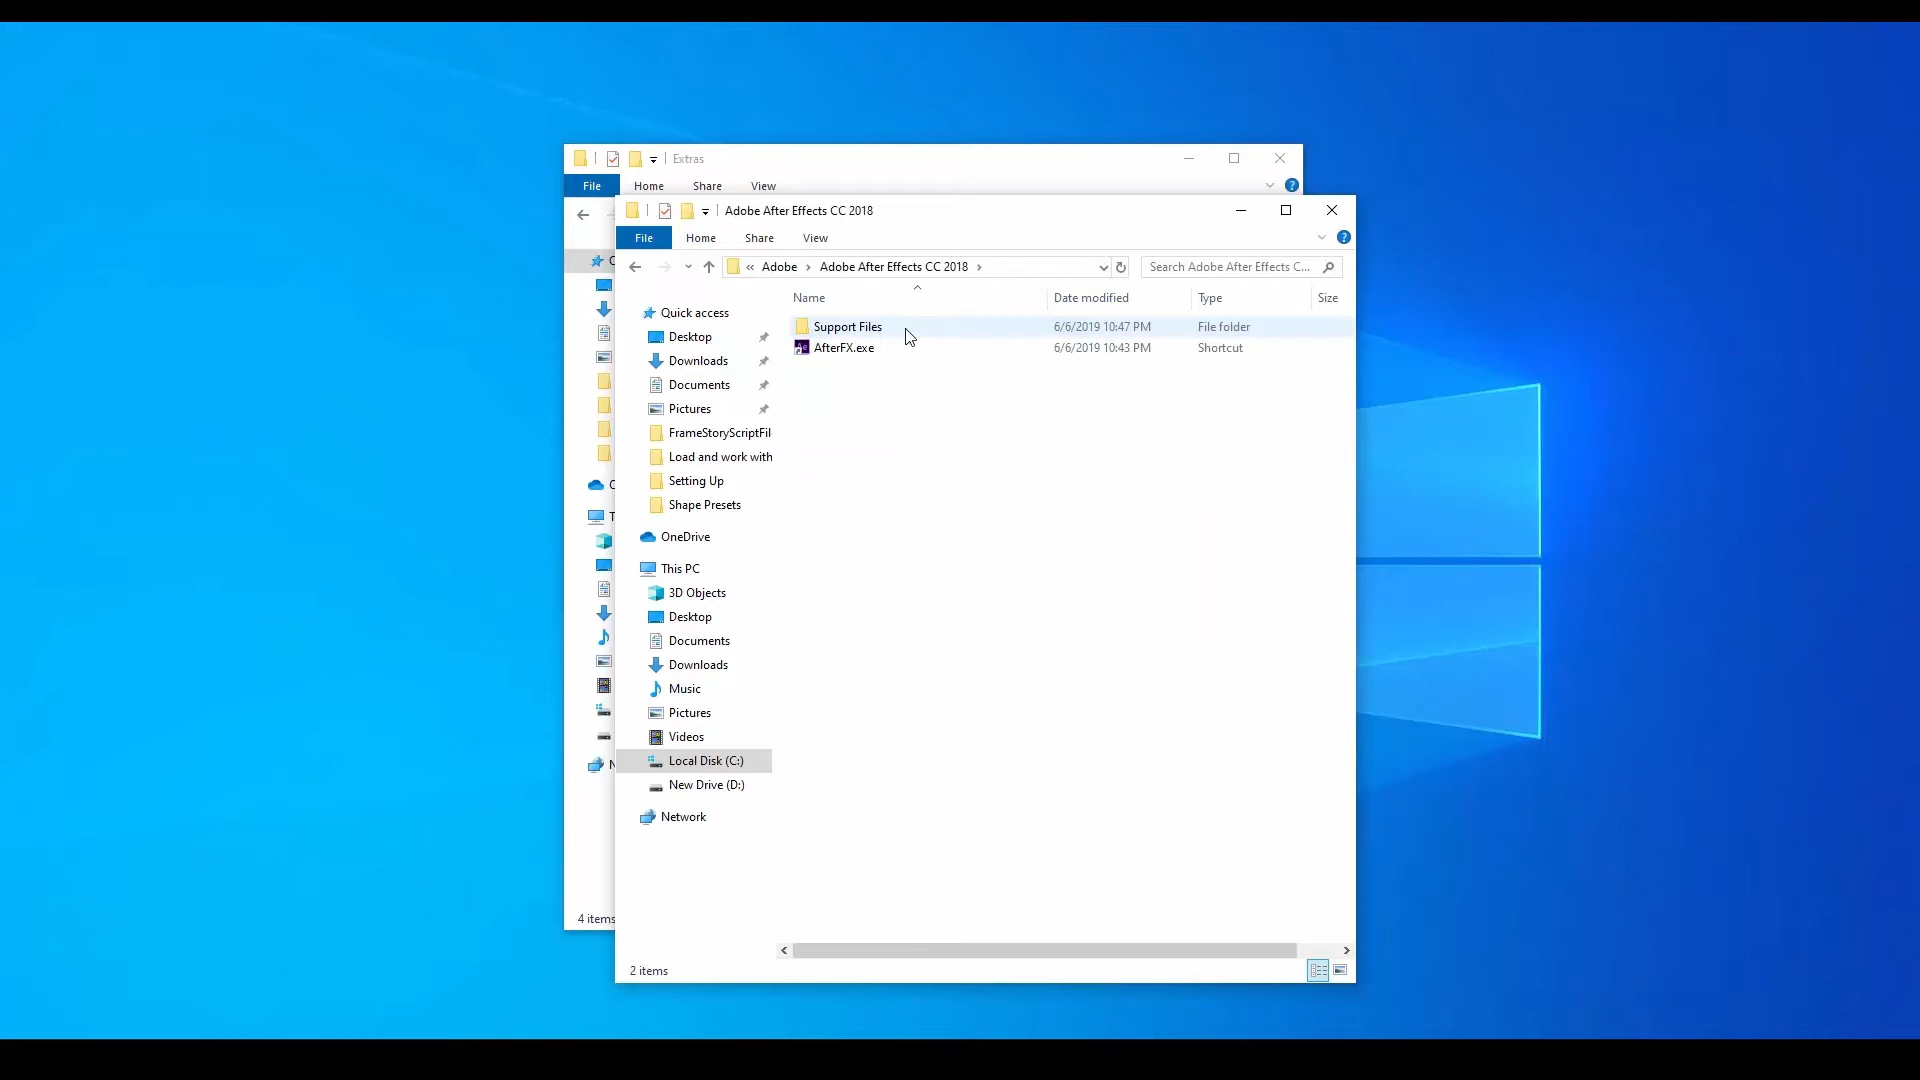 Extras
File Home Share View
Adobe After Effects CC 2018
File Home Share View
« Adobe > Adobe After Effects CC 2018 >
Search Adobe After Effects C...
Name Date modified Type Size
Support Files 6/6/2019 10:47 PM File folder
AfterFX.exe 6/6/2019 10:43 PM Shortcut
Quick access
Desktop
Downloads
Documents
Pictures
FrameStoryScriptFil
Load and work with
Setting Up
Shape Presets
OneDrive
This PC
3D Objects
Desktop
Documents
Downloads
Music
Pictures
Videos
Local Disk (C:)
New Drive (D:)
Network
4 items
2 items